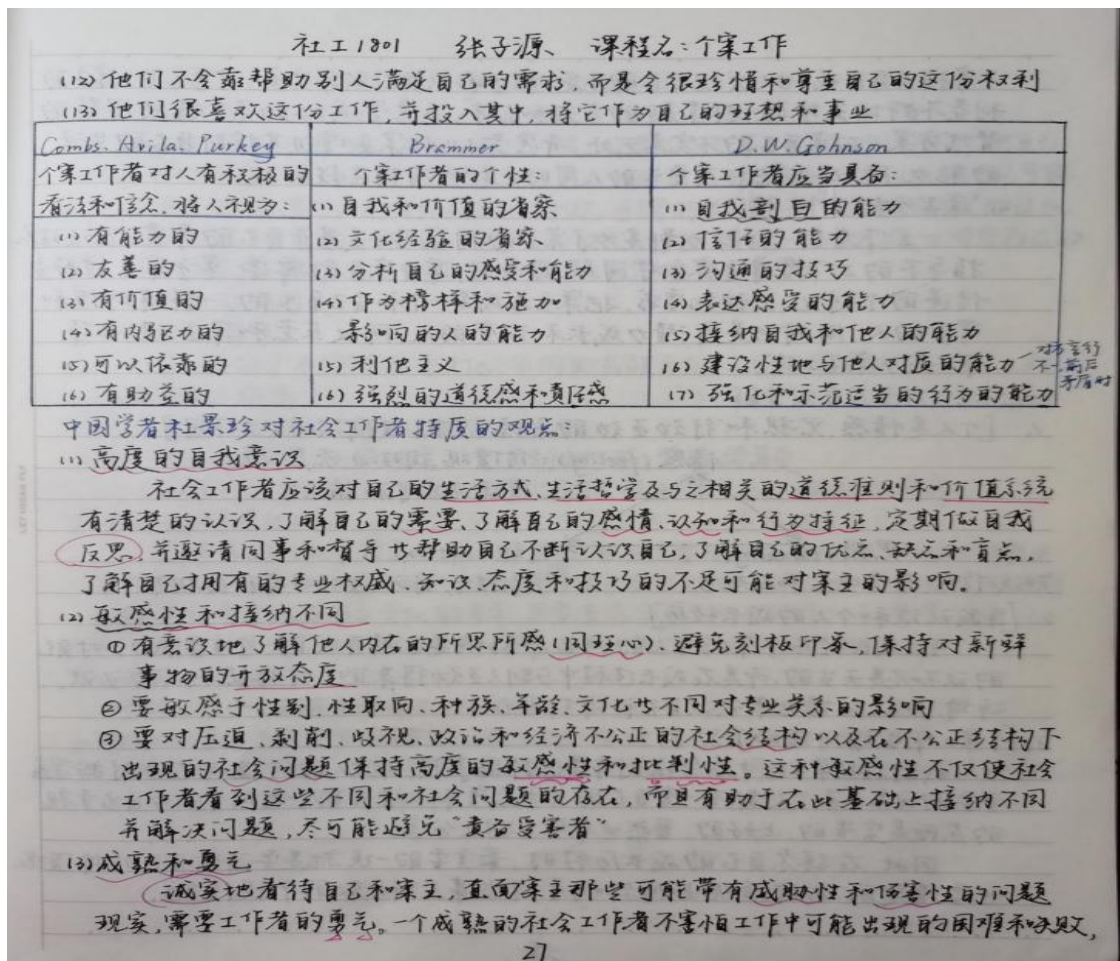 社工1801 张子源、 课程名:个案工作
(12) 他们不会靠帮助别人满足自己的需求,而是会很珍惜和尊重自己的这份权利
(13) 他们很喜欢这份工作,并投入其中,将它作为自己的理想和事业
Combs. Avila. Purkey
个案工作者对人有积极的
看法和信念,将人视为:
(1) 有能力的
(2) 友善的
(3) 有价值的
(4) 有内驱力的
(5) 可以依靠的
(6) 有助益的
Brammer
个案工作者的个性:
(1) 自我和价值的省察
(2) 文化经验的省察
(3) 分析自己的感受和能力
(4) 作为榜样和施加
影响的人的能力
(5) 利他主义
(6) 强烈的道德感和责任感
D.W.Gohnson
个案工作者应当具备:
(1) 自我剖白的能力
(2) 信任的能力
(3) 沟通的技巧
(4) 表达感受的能力
(5) 接纳自我和他人的能力
(6) 建设性地与他人对质的能力
(7) 强化和示范适当的行为的能力
对方言行
不一,前后
矛盾时
中国学者杜景珍对社会工作者特质的观点:
(1) 高度的自我意识
社会工作者应该对自己的生活方式、生活哲学及与之相关的道德准则和价值系统
有清楚的认识,了解自己的需要、了解自己的感情、认知和行为特征,定期做自我
反思,并邀请同事和督导步帮助自己不断认识自己,了解自己的优点、缺点和盲点,
了解自己拥有的专业权威、知识、态度和技巧的不足可能对案主的影响。
(2) 敏感性和接纳不同
① 有意识地了解他人内在的所思所感(同理心)、避免刻板印象,保持对新鲜
事物的开放态度
② 要敏感于性别、性取向、种族、年龄、文化步不同对专业关系的影响
③ 要对压迫、剥削、歧视、政治和经济不公正的社会结构以及在不公正结构下
出现的社会问题保持高度的敏感性和批判性。这种敏感性不仅使社会
工作者看到这些不同和社会问题的存在,而且有助于在此基础上接纳不同
并解决问题,尽可能避免“责备受害者”
(3) 成熟和勇气
诚实地看待自己和案主,直面案主那些可能带有威胁性和伤害性的问题
现实,需要工作者的勇气。一个成熟的社会工作者不害怕工作中可能出现的困难和失败,
27